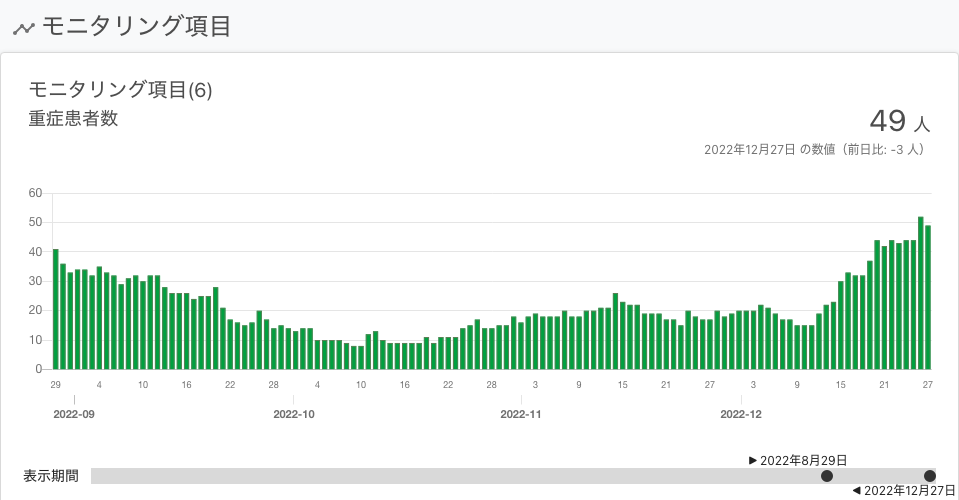 モニタリング項目
モニタリング項目(6)
重症患者数
49 人
2022年12月27日 の数値（前日比: -3 人）
60
50
40
30
20
10
0
29 4 10 16 22 28 4 10 16 22 28 3 9 15 21 27 3 9 15 21 27
2022-09 2022-10 2022-11 2022-12
▶ 2022年8月29日
表示期間
◀ 2022年12月27日